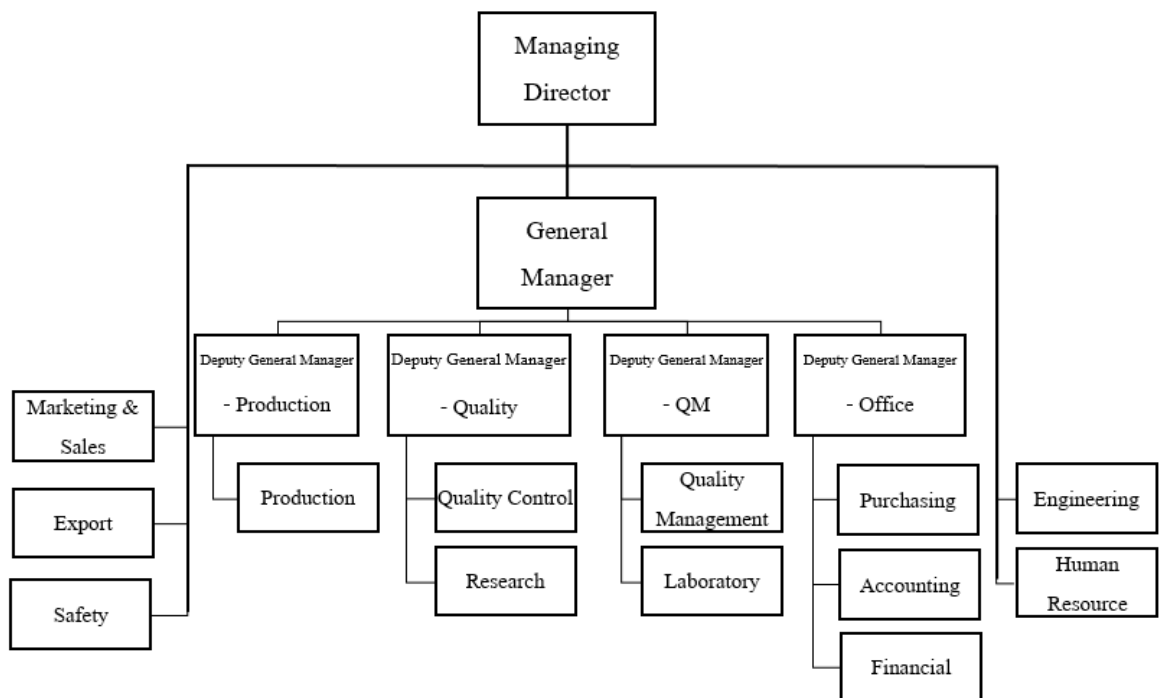 Managing
Director
General
Manager
Deputy General Manager
- Production
Deputy General Manager
- Quality
Deputy General Manager
- QM
Deputy General Manager
- Office
Marketing &
Sales
Export
Safety
Production
Quality Control
Research
Quality
Management
Laboratory
Purchasing
Accounting
Financial
Engineering
Human
Resource